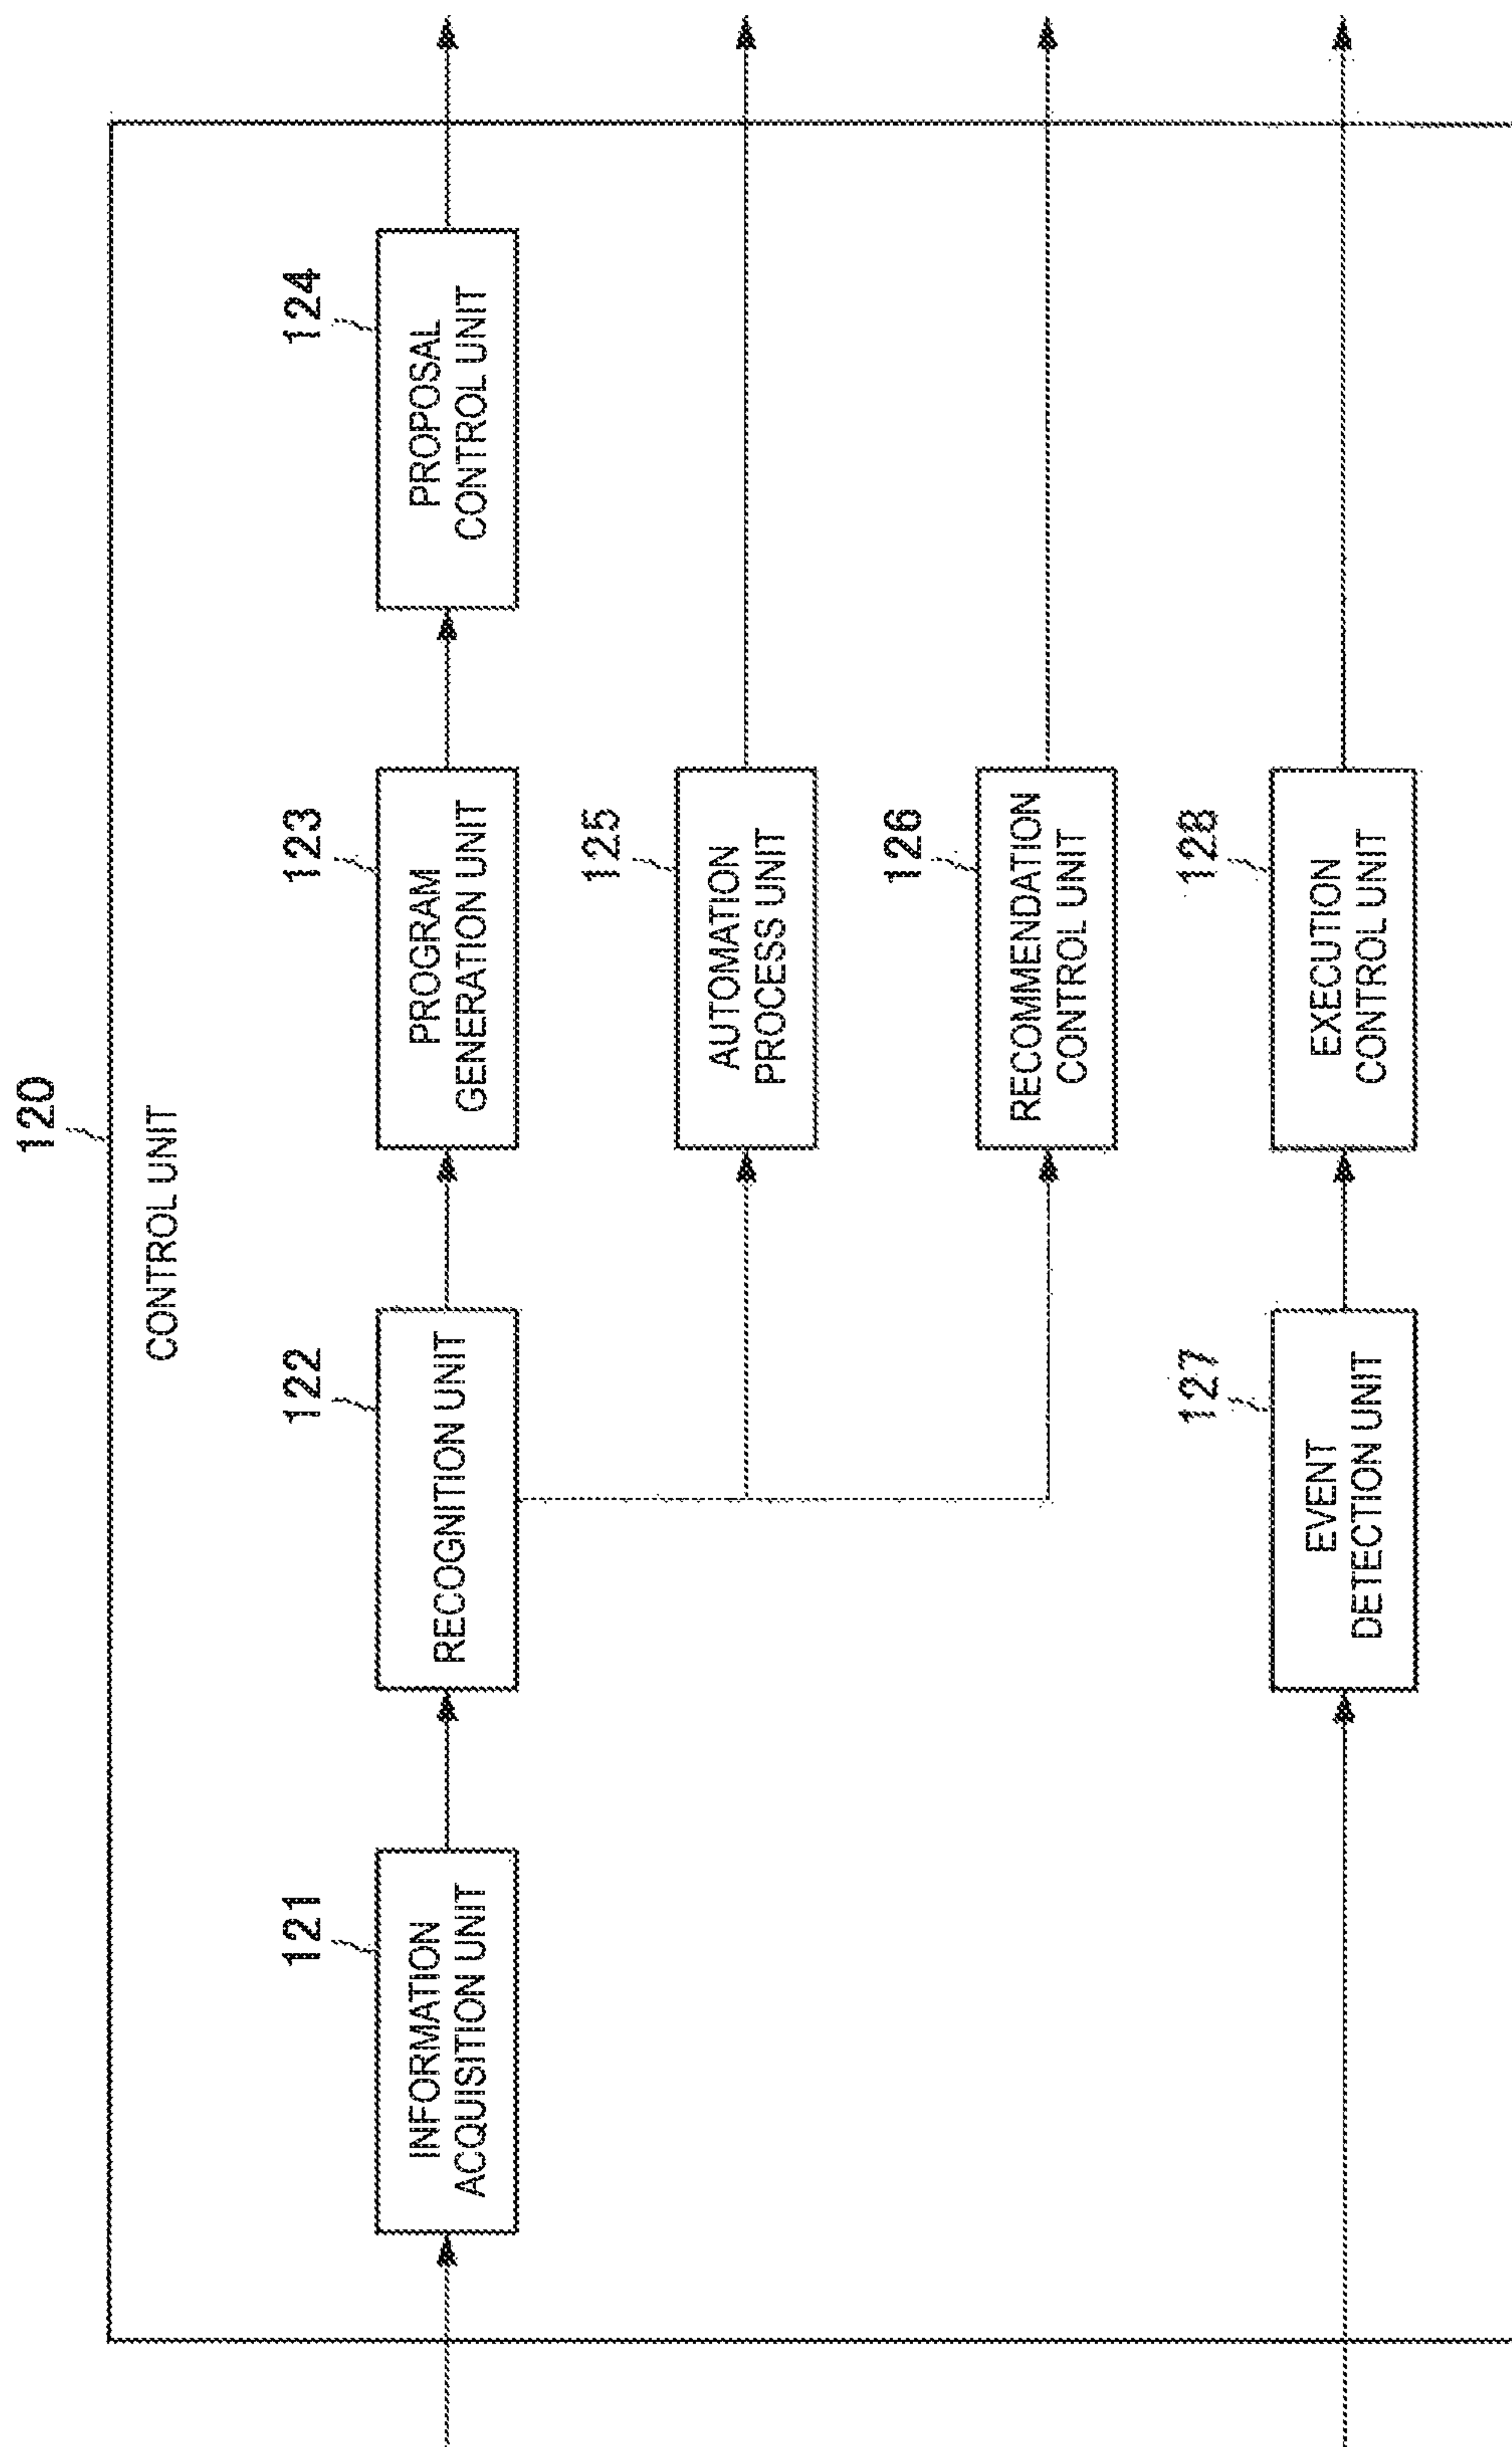 120
CONTROL UNIT
121
INFORMATION
ACQUISITION UNIT
122
RECOGNITION UNIT
123
PROGRAM
GENERATION UNIT
124
PROPOSAL
CONTROL UNIT
125
AUTOMATION
PROCESS UNIT
126
RECOMMENDATION
CONTROL UNIT
127
EVENT
DETECTION UNIT
128
EXECUTION
CONTROL UNIT